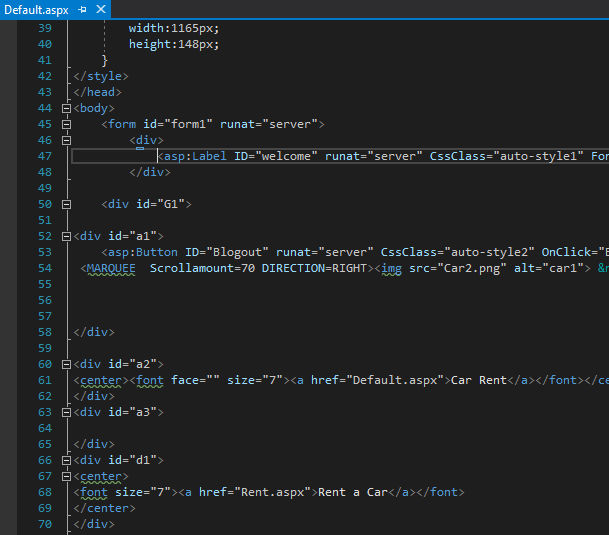 Default.aspx
39 width:1165px;
40 height:148px;
41 }
42 </style>
43 </head>
44 <body>
45 <form id="form1" runat="server">
46 <div>
47 <asp:Label ID="welcome" runat="server" CssClass="auto-style1" For
48 </div>
49
50 <div id="G1">
51
52 <div id="a1">
53 <asp:Button ID="Blogout" runat="server" CssClass="auto-style2" OnClick="B
54 <MARQUEE Scrollamount=70 DIRECTION=RIGHT><img src="Car2.png" alt="car1"> &n
55
56
57
58 </div>
59
60 <div id="a2">
61 <center><font face="" size="7"><a href="Default.aspx">Car Rent</a></font></ce
62 </div>
63 <div id="a3">
64
65 </div>
66 <div id="d1">
67 <center>
68 <font size="7"><a href="Rent.aspx">Rent a Car</a></font>
69 </center>
70 </div>